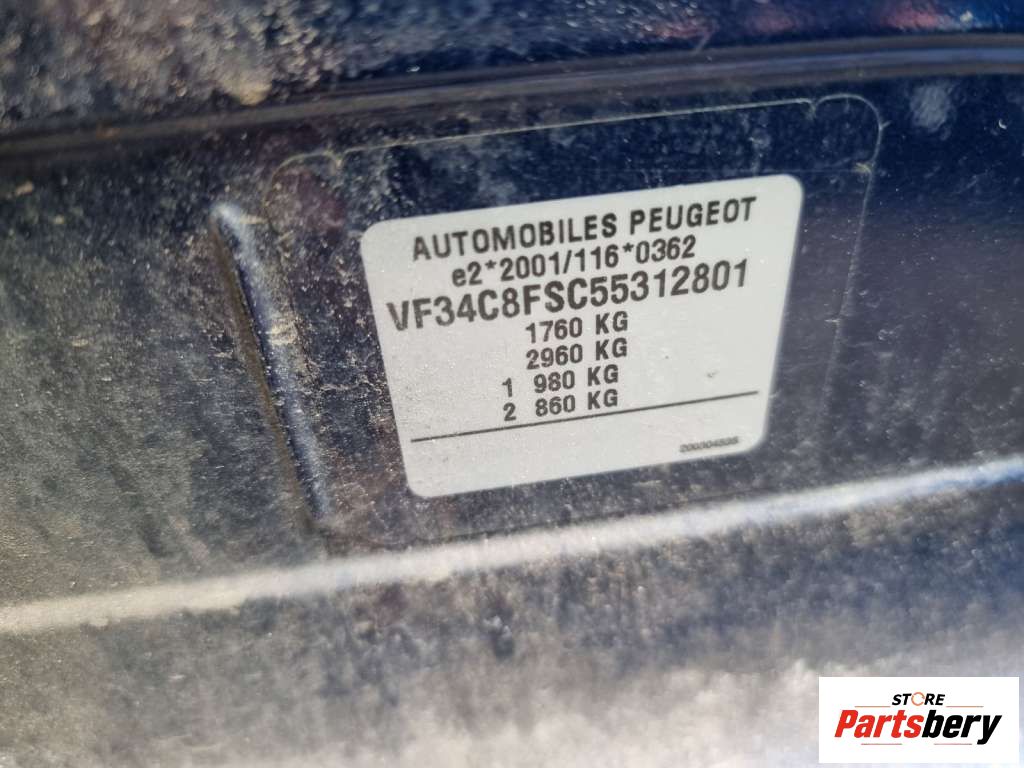 AUTOMOBILES PEUGEOT
e2*2001/116*0362
VF34C8FSC55312801
1760 KG
2960 KG
1 980 KG
2 860 KG
STORE
Partsbery